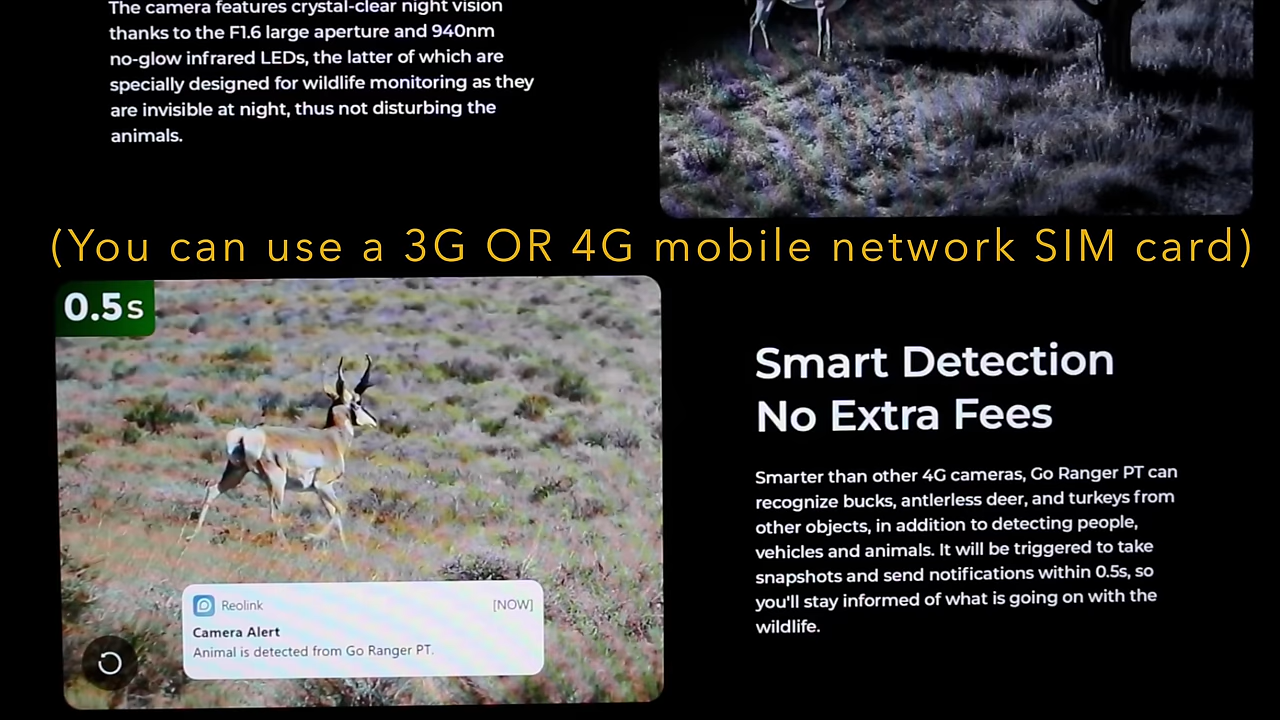 The camera features crystal-clear night vision
thanks to the F1.6 large aperture and 940nm
no-glow infrared LEDs, the latter of which are
specially designed for wildlife monitoring as they
are invisible at night, thus not disturbing the
animals.
(You can use a 3G OR 4G mobile network SIM card)
0.5s
Reolink [NOW]
Camera Alert
Animal is detected from Go Ranger PT.
Smart Detection
No Extra Fees
Smarter than other 4G cameras, Go Ranger PT can
recognize bucks, antlerless deer, and turkeys from
other objects, in addition to detecting people,
vehicles and animals. It will be triggered to take
snapshots and send notifications within 0.5s, so
you'll stay informed of what is going on with the
wildlife.